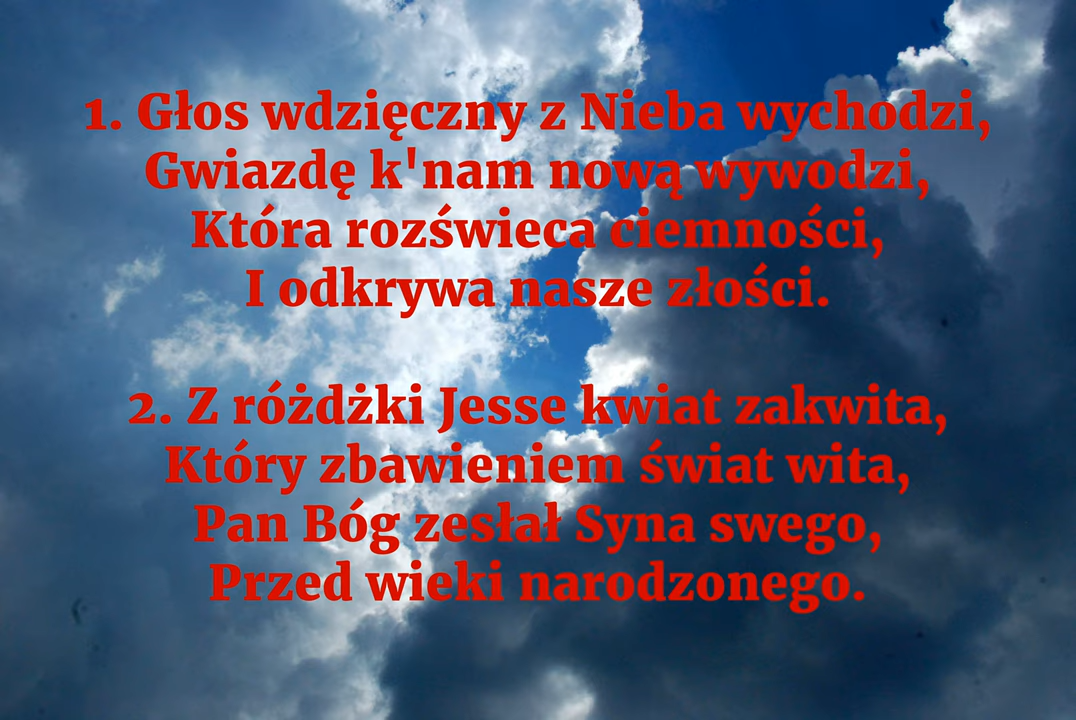 1. Głos wdzięczny z Nieba wychodzi,
Gwiazdę k'nam nową wywodzi,
Która rozświeca ciemności,
I odkrywa nasze złości.
2. Z różdżki Jesse kwiat zakwita,
Który zbawieniem świat wita,
Pan Bóg zesłał Syna swego,
Przed wieki narodzonego.